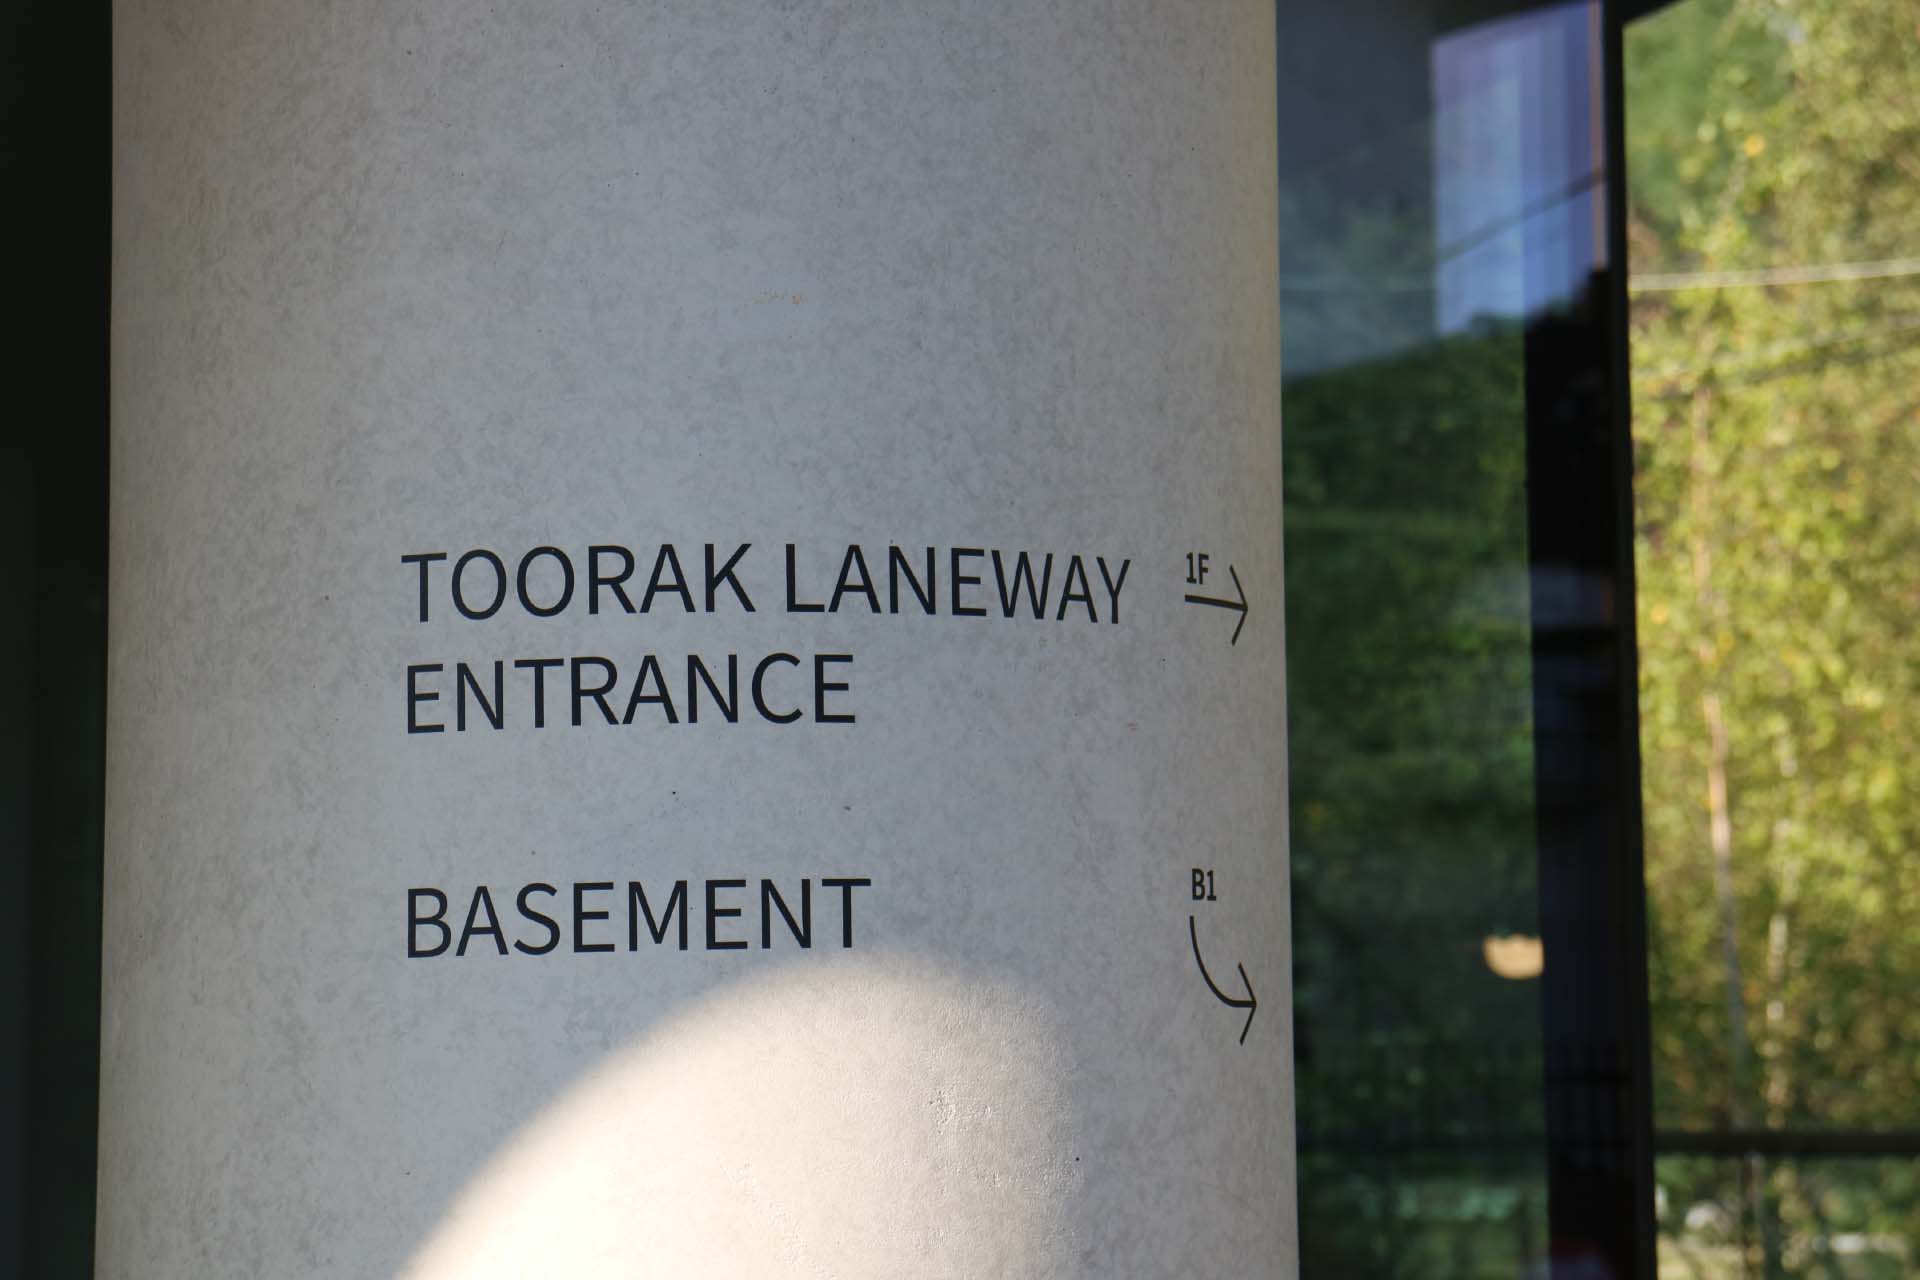 TOORAK LANEWAY 1F
ENTRANCE
BASEMENT B1